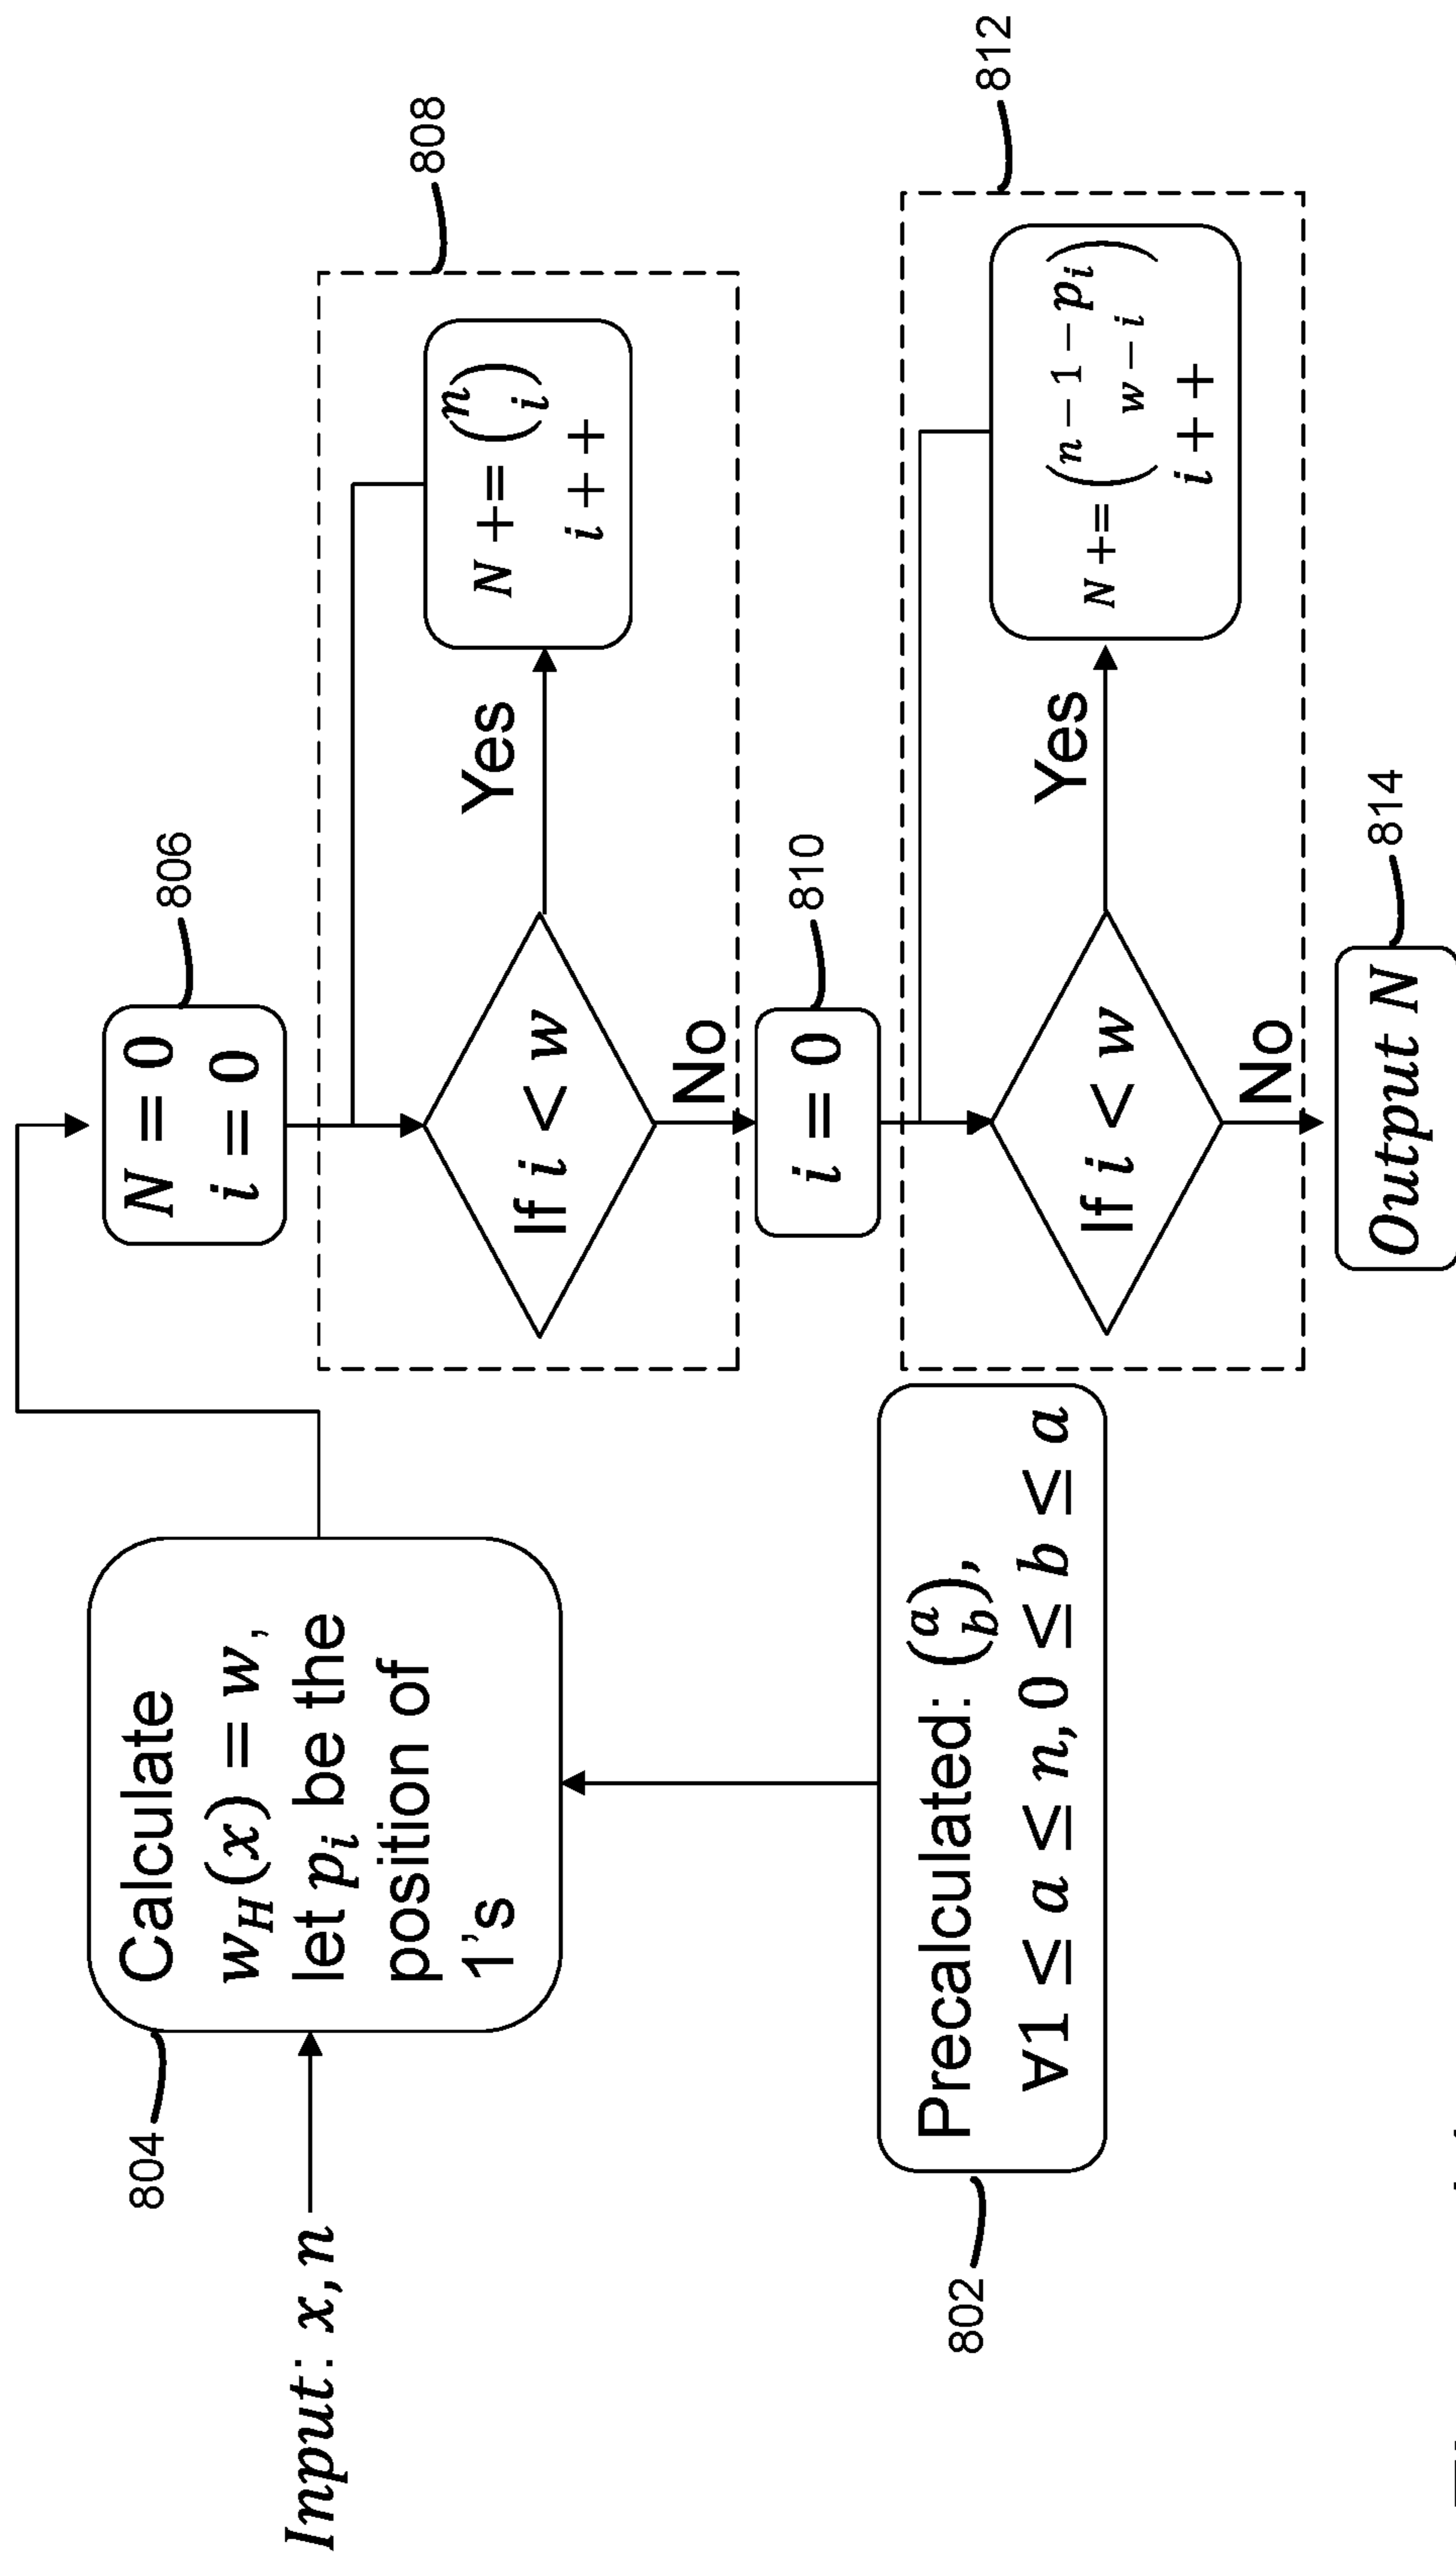 Input: x, n
804
Calculate
w_H(x) = w,
let p_i be the
position of
1's
802
Precalculated: (a b),
∀1 ≤ a ≤ n, 0 ≤ b ≤ a
806
N = 0
i = 0
808
If i < w
Yes
N += (n i)
i + +
No
810
i = 0
812
If i < w
Yes
N += (n − 1 − p_i w − i)
i + +
No
814
Output N